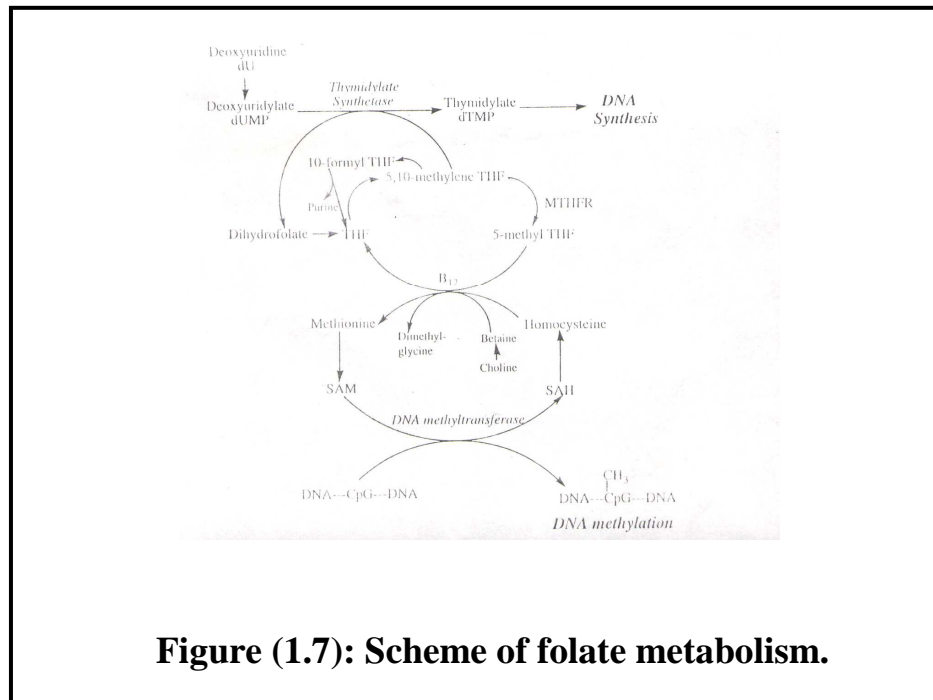 Deoxyuridine
dU
Deoxyuridylate
dUMP
Thymidylate
Synthetase
Thymidylate
dTMP
DNA
Synthesis
10-formyl THF
5,10-methylene THF
Purine
MTHFR
Dihydrofolate
THF
5-methyl THF
B12
Methionine
Homocysteine
Dimethyl-
glycine
Betaine
Choline
SAM
SAH
DNA methyltransferase
DNA---CpG---DNA
CH3
DNA---CpG---DNA
DNA methylation
Figure (1.7): Scheme of folate metabolism.